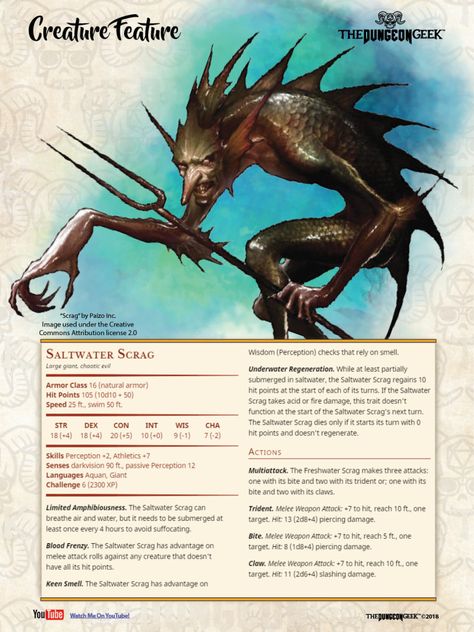 Creature Feature
THE DUNGEON GEEK™
"Scrag" by Paizo Inc.
Image used under the Creative
Commons Attribution license 2.0
SALTWATER SCRAG
Large giant, chaotic evil
Armor Class 16 (natural armor)
Hit Points 105 (10d10 + 50)
Speed 25 ft., swim 50 ft.
STR DEX CON INT WIS CHA
18 (+4) 18 (+4) 20 (+5) 10 (+0) 9 (-1) 7 (-2)
Skills Perception +2, Athletics +7
Senses darkvision 90 ft., passive Perception 12
Languages Aquan, Giant
Challenge 6 (2300 XP)
Limited Amphibiousness. The Saltwater Scrag can
breathe air and water, but it needs to be submerged at
least once every 4 hours to avoid suffocating.
Blood Frenzy. The Saltwater Scrag has advantage on
melee attack rolls against any creature that doesn't
have all its hit points.
Keen Smell. The Saltwater Scrag has advantage on
Wisdom (Perception) checks that rely on smell.
Underwater Regeneration. While at least partially
submerged in saltwater, the Saltwater Scrag regains 10
hit points at the start of each of its turns. If the Saltwater
Scrag takes acid or fire damage, this trait doesn't
function at the start of the Saltwater Scrag's next turn.
The Saltwater Scrag dies only if it starts its turn with 0
hit points and doesn't regenerate.
ACTIONS
Multiattack. The Freshwater Scrag makes three attacks:
one with its bite and two with its trident or; one with its
bite and two with its claws.
Trident. Melee Weapon Attack: +7 to hit, reach 10 ft., one
target. Hit: 13 (2d8+4) piercing damage.
Bite. Melee Weapon Attack: +7 to hit, reach 5 ft., one
target. Hit: 8 (1d8+4) piercing damage.
Claw. Melee Weapon Attack: +7 to hit, reach 10 ft., one
target. Hit: 11 (2d6+4) slashing damage.
YouTube Watch Me On YouTube!
THE DUNGEON GEEK™©2018